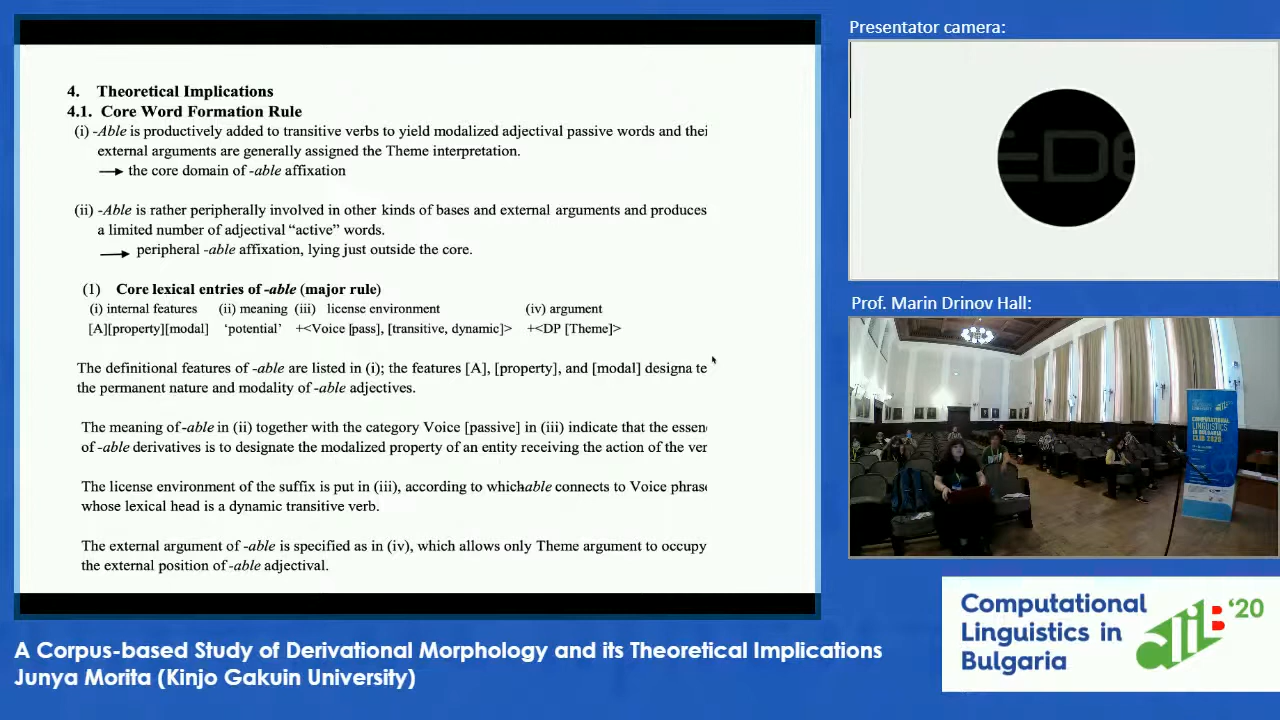 4. Theoretical Implications
4.1. Core Word Formation Rule
(i) -Able is productively added to transitive verbs to yield modalized adjectival passive words and thei
external arguments are generally assigned the Theme interpretation.
→ the core domain of -able affixation
(ii) -Able is rather peripherally involved in other kinds of bases and external arguments and produces
a limited number of adjectival “active” words.
→ peripheral -able affixation, lying just outside the core.
(1) Core lexical entries of -able (major rule)
(i) internal features (ii) meaning (iii) license environment (iv) argument
[A][property][modal] ‘potential’ +<Voice [pass], [transitive, dynamic]> +<DP [Theme]>
The definitional features of -able are listed in (i); the features [A], [property], and [modal] designa te
the permanent nature and modality of -able adjectives.
The meaning of -able in (ii) together with the category Voice [passive] in (iii) indicate that the essen
of -able derivatives is to designate the modalized property of an entity receiving the action of the ver
The license environment of the suffix is put in (iii), according to which -able connects to Voice phras
whose lexical head is a dynamic transitive verb.
The external argument of -able is specified as in (iv), which allows only Theme argument to occupy
the external position of -able adjectival.
Presentator camera:
Prof. Marin Drinov Hall:
COMPUTATIONAL
LINGUISTICS
IN BULGARIA
CLIB 2020
Computational
Linguistics in
Bulgaria
CLIB '20
A Corpus-based Study of Derivational Morphology and its Theoretical Implications
Junya Morita (Kinjo Gakuin University)